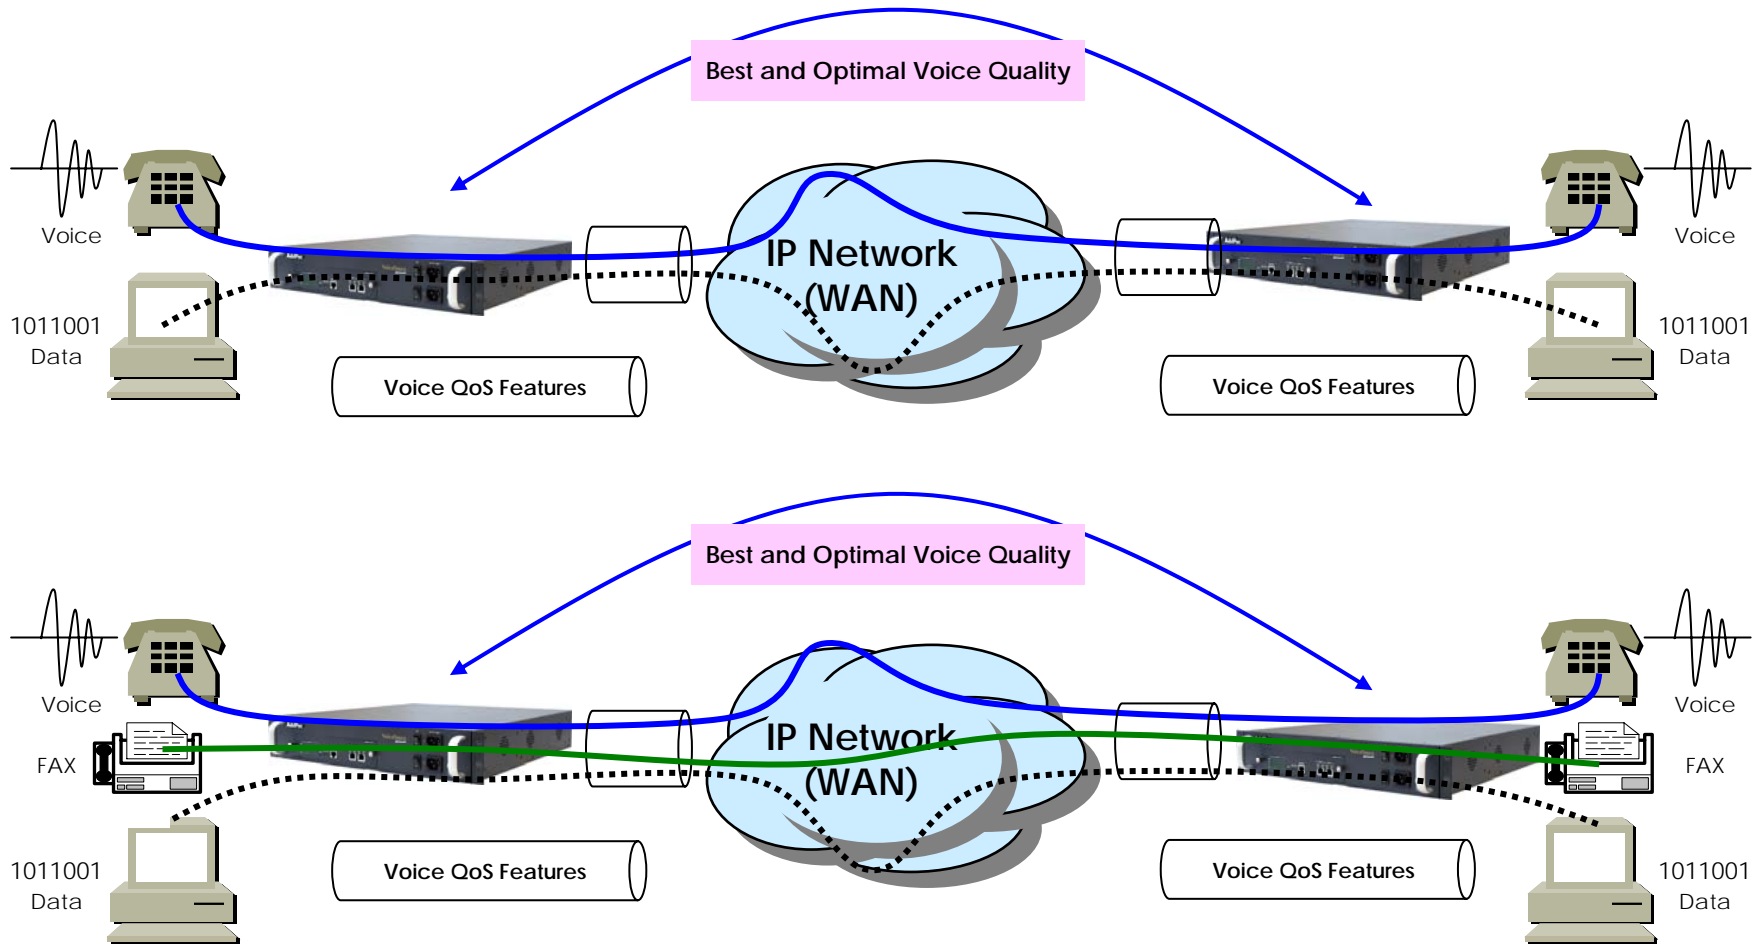 Best and Optimal Voice Quality
Voice
Voice
IP Network
(WAN)
1011001
Data
1011001
Data
Voice QoS Features
Voice QoS Features
Best and Optimal Voice Quality
Voice
Voice
IP Network
(WAN)
FAX
FAX
1011001
Data
1011001
Data
Voice QoS Features
Voice QoS Features